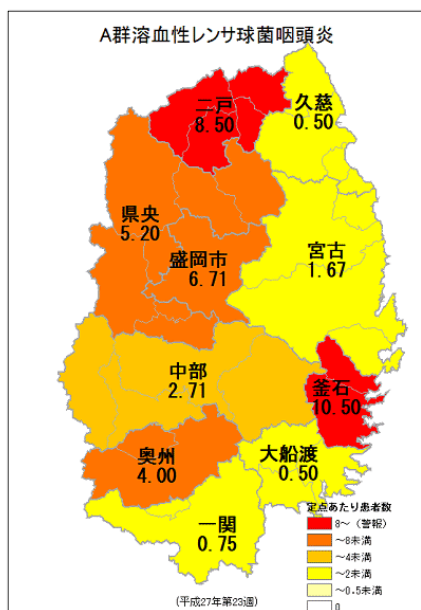 A群溶血性レンサ球菌咽頭炎
二戸
8.50
久慈
0.50
県央
5.20
盛岡市
6.71
宮古
1.67
中部
2.71
釜石
10.50
奥州
4.00
大船渡
0.50
一関
0.75
定点あたり患者数
8～（警報）
～8未満
～4未満
～2未満
～0.5未満
0
(平成27年第23週)